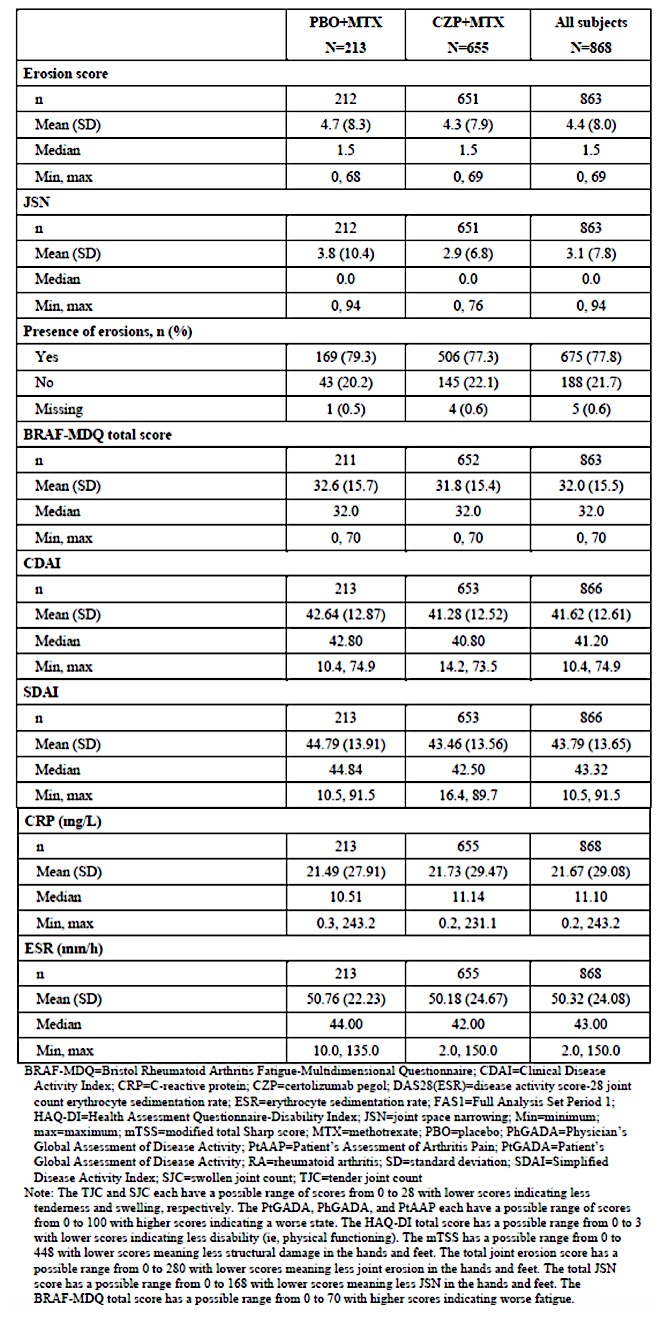 PBO+MTX CZP+MTX All subjects
N=213 N=655 N=868
Erosion score
n 212 651 863
Mean (SD) 4.7 (8.3) 4.3 (7.9) 4.4 (8.0)
Median 1.5 1.5 1.5
Min, max 0, 68 0, 69 0, 69
JSN
n 212 651 863
Mean (SD) 3.8 (10.4) 2.9 (6.8) 3.1 (7.8)
Median 0.0 0.0 0.0
Min, max 0, 94 0, 76 0, 94
Presence of erosions, n (%)
Yes 169 (79.3) 506 (77.3) 675 (77.8)
No 43 (20.2) 145 (22.1) 188 (21.7)
Missing 1 (0.5) 4 (0.6) 5 (0.6)
BRAF-MDQ total score
n 211 652 863
Mean (SD) 32.6 (15.7) 31.8 (15.4) 32.0 (15.5)
Median 32.0 32.0 32.0
Min, max 0, 70 0, 70 0, 70
CDAI
n 213 653 866
Mean (SD) 42.64 (12.87) 41.28 (12.52) 41.62 (12.61)
Median 42.80 40.80 41.20
Min, max 10.4, 74.9 14.2, 73.5 10.4, 74.9
SDAI
n 213 653 866
Mean (SD) 44.79 (13.91) 43.46 (13.56) 43.79 (13.65)
Median 44.84 42.50 43.32
Min, max 10.5, 91.5 16.4, 89.7 10.5, 91.5
CRP (mg/L)
n 213 655 868
Mean (SD) 21.49 (27.91) 21.73 (29.47) 21.67 (29.08)
Median 10.51 11.14 11.10
Min, max 0.3, 243.2 0.2, 231.1 0.2, 243.2
ESR (mm/h)
n 213 655 868
Mean (SD) 50.76 (22.23) 50.18 (24.67) 50.32 (24.08)
Median 44.00 42.00 43.00
Min, max 10.0, 135.0 2.0, 150.0 2.0, 150.0
BRAF-MDQ=Bristol Rheumatoid Arthritis Fatigue-Multidimensional Questionnaire; CDAI=Clinical Disease
Activity Index; CRP=C-reactive protein; CZP=certolizumab pegol; DAS28(ESR)=disease activity score-28 joint
count erythrocyte sedimentation rate; ESR=erythrocyte sedimentation rate; FAS1=Full Analysis Set Period 1;
HAQ-DI=Health Assessment Questionnaire-Disability Index; JSN=joint space narrowing; Min=minimum;
max=maximum; mTSS=modified total Sharp score; MTX=methotrexate; PBO=placebo; PhGADA=Physician's
Global Assessment of Disease Activity; PtAAP=Patient's Assessment of Arthritis Pain; PtGADA=Patient's
Global Assessment of Disease Activity; RA=rheumatoid arthritis; SD=standard deviation; SDAI=Simplified
Disease Activity Index; SJC=swollen joint count; TJC=tender joint count
Note: The TJC and SJC each have a possible range of scores from 0 to 28 with lower scores indicating less
tenderness and swelling, respectively. The PtGADA, PhGADA, and PtAAP each have a possible range of scores
from 0 to 100 with higher scores indicating a worse state. The HAQ-DI total score has a possible range from 0 to 3
with lower scores indicating less disability (ie, physical functioning). The mTSS has a possible range from 0 to
448 with lower scores meaning less structural damage in the hands and feet. The total joint erosion score has a
possible range from 0 to 280 with lower scores meaning less joint erosion in the hands and feet. The total JSN
score has a possible range from 0 to 168 with lower scores meaning less JSN in the hands and feet. The
BRAF-MDQ total score has a possible range from 0 to 70 with higher scores indicating worse fatigue.